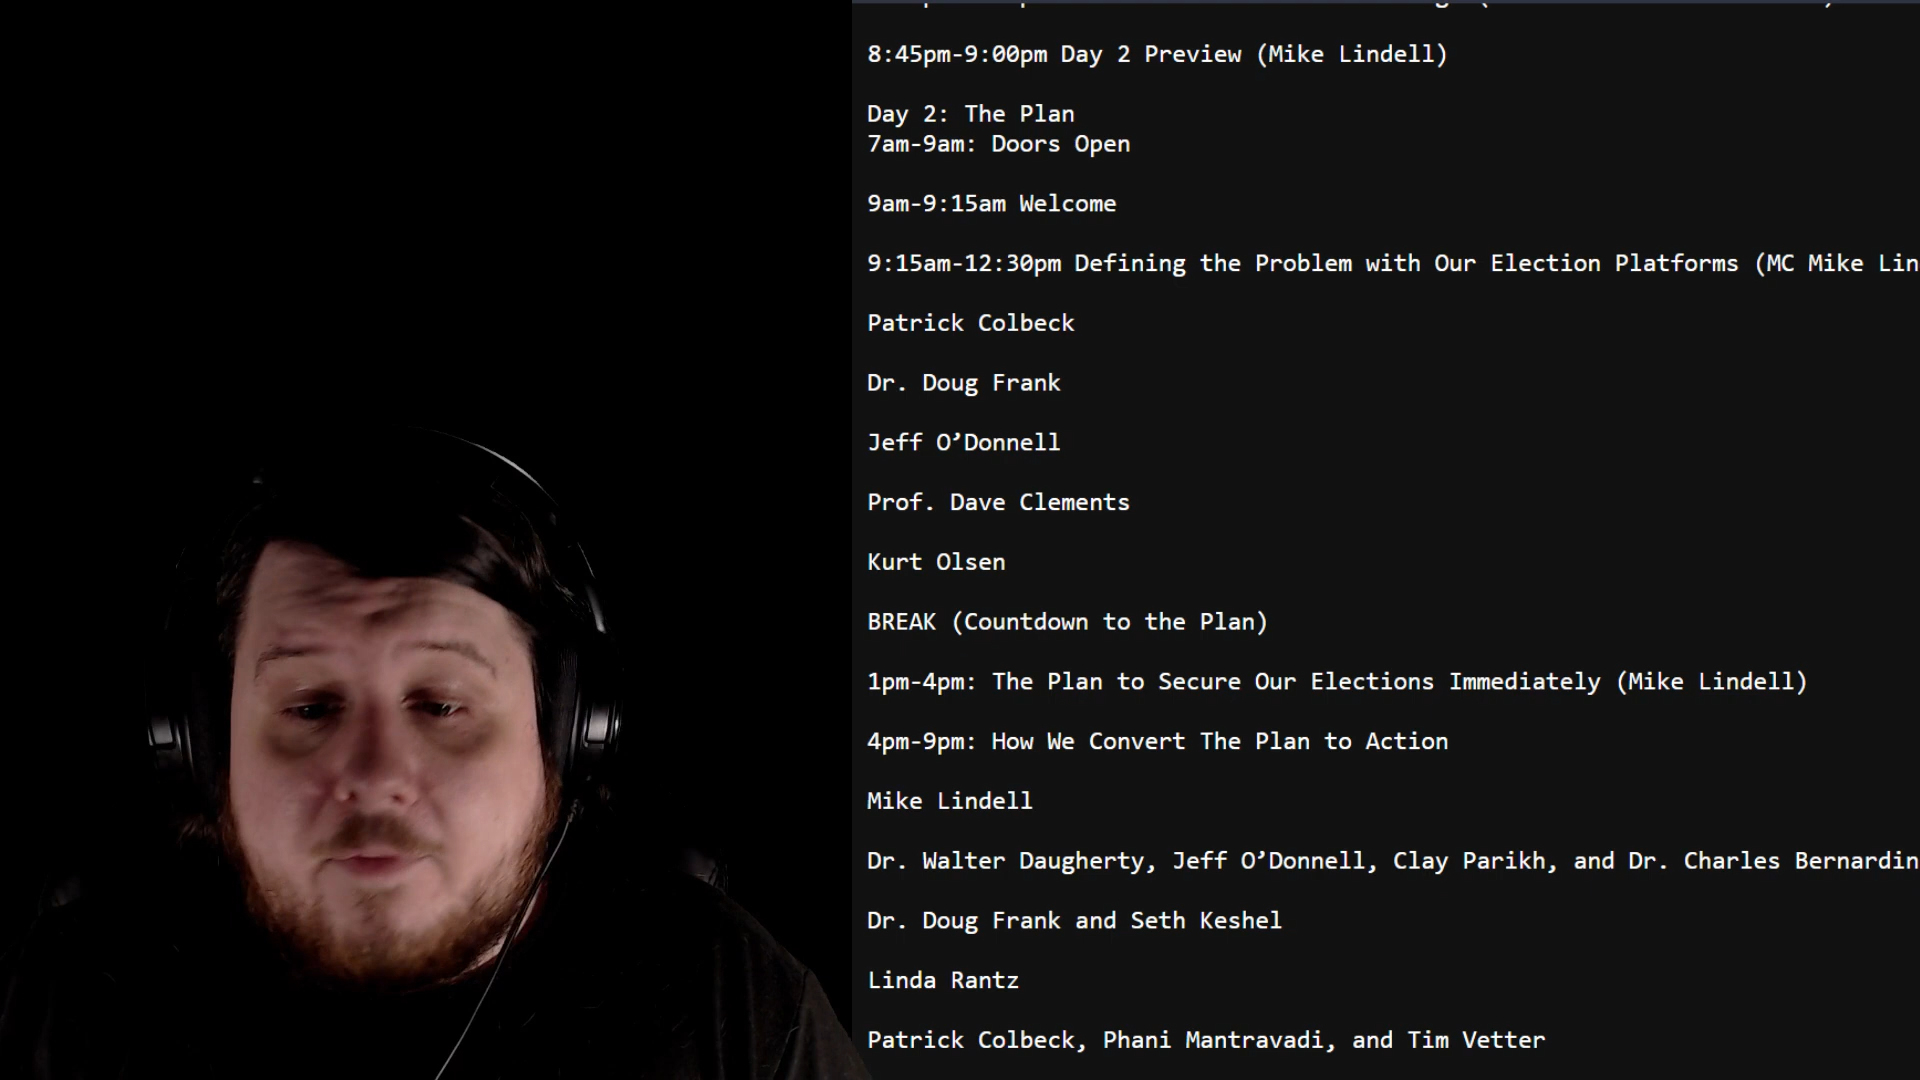 8:45pm-9:00pm Day 2 Preview (Mike Lindell)
Day 2: The Plan
7am-9am: Doors Open
9am-9:15am Welcome
9:15am-12:30pm Defining the Problem with Our Election Platforms (MC Mike Lin
Patrick Colbeck
Dr. Doug Frank
Jeff O’Donnell
Prof. Dave Clements
Kurt Olsen
BREAK (Countdown to the Plan)
1pm-4pm: The Plan to Secure Our Elections Immediately (Mike Lindell)
4pm-9pm: How We Convert The Plan to Action
Mike Lindell
Dr. Walter Daugherty, Jeff O’Donnell, Clay Parikh, and Dr. Charles Bernardin
Dr. Doug Frank and Seth Keshel
Linda Rantz
Patrick Colbeck, Phani Mantravadi, and Tim Vetter